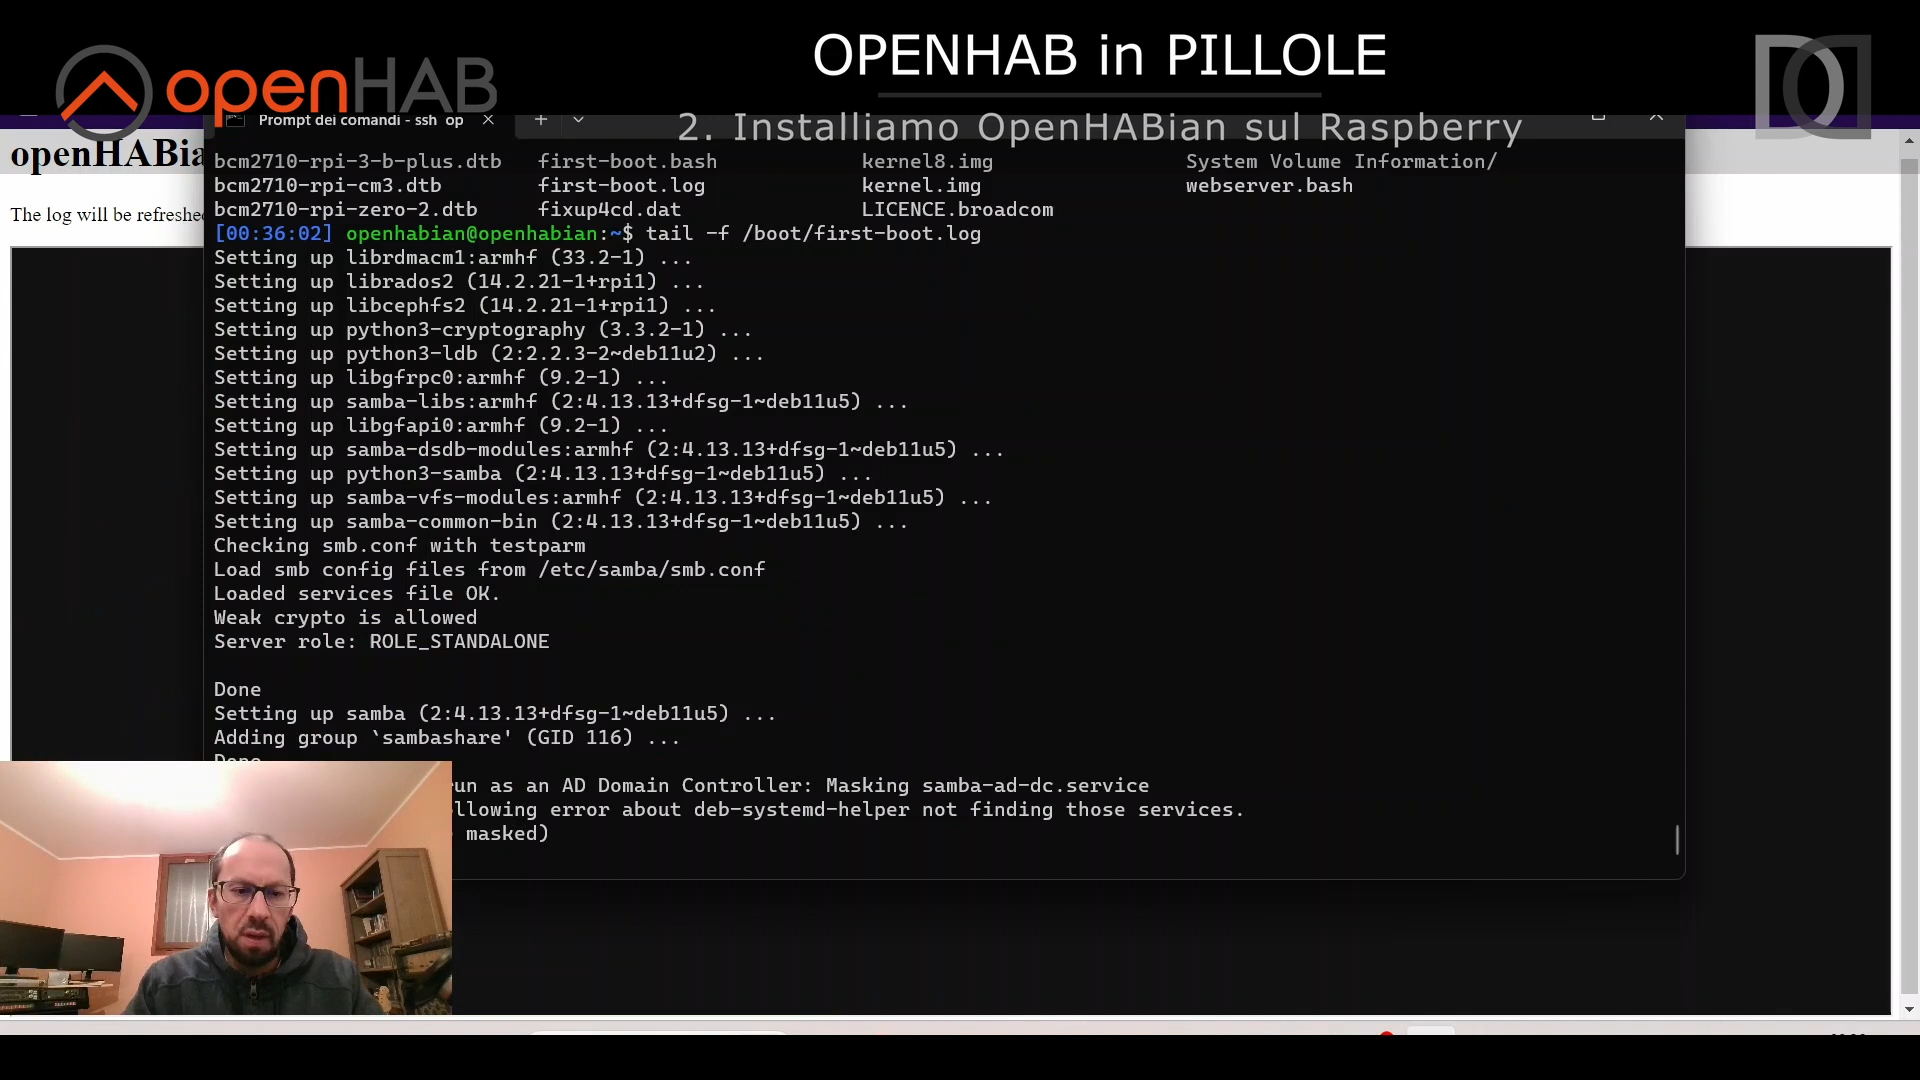 openHAB
OPENHAB in PILLOLE
2. Installiamo OpenHABian sul Raspberry
Prompt dei comandi - ssh op
openHABia
The log will be refreshed
bcm2710-rpi-3-b-plus.dtb first-boot.bash kernel8.img System Volume Information/
bcm2710-rpi-cm3.dtb first-boot.log kernel.img webserver.bash
bcm2710-rpi-zero-2.dtb fixup4cd.dat LICENCE.broadcom
[00:36:02] openhabian@openhabian:~$ tail -f /boot/first-boot.log
Setting up librdmacm1:armhf (33.2-1) ...
Setting up librados2 (14.2.21-1+rpi1) ...
Setting up libcephfs2 (14.2.21-1+rpi1) ...
Setting up python3-cryptography (3.3.2-1) ...
Setting up python3-ldb (2:2.2.3-2~deb11u2) ...
Setting up libgfrpc0:armhf (9.2-1) ...
Setting up samba-libs:armhf (2:4.13.13+dfsg-1~deb11u5) ...
Setting up libgfapi0:armhf (9.2-1) ...
Setting up samba-dsdb-modules:armhf (2:4.13.13+dfsg-1~deb11u5) ...
Setting up python3-samba (2:4.13.13+dfsg-1~deb11u5) ...
Setting up samba-vfs-modules:armhf (2:4.13.13+dfsg-1~deb11u5) ...
Setting up samba-common-bin (2:4.13.13+dfsg-1~deb11u5) ...
Checking smb.conf with testparm
Load smb config files from /etc/samba/smb.conf
Loaded services file OK.
Weak crypto is allowed
Server role: ROLE_STANDALONE
Done
Setting up samba (2:4.13.13+dfsg-1~deb11u5) ...
Adding group `sambashare' (GID 116) ...
Done
run as an AD Domain Controller: Masking samba-ad-dc.service
llowing error about deb-systemd-helper not finding those services.
masked)